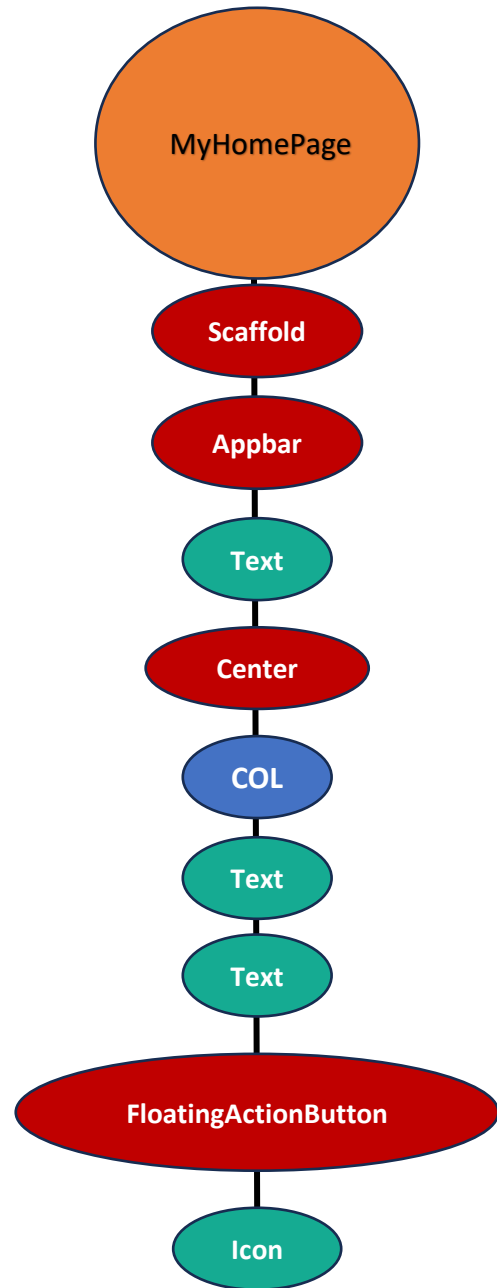 MyHomePage
Scaffold
Appbar
Text
Center
COL
Text
Text
FloatingActionButton
Icon